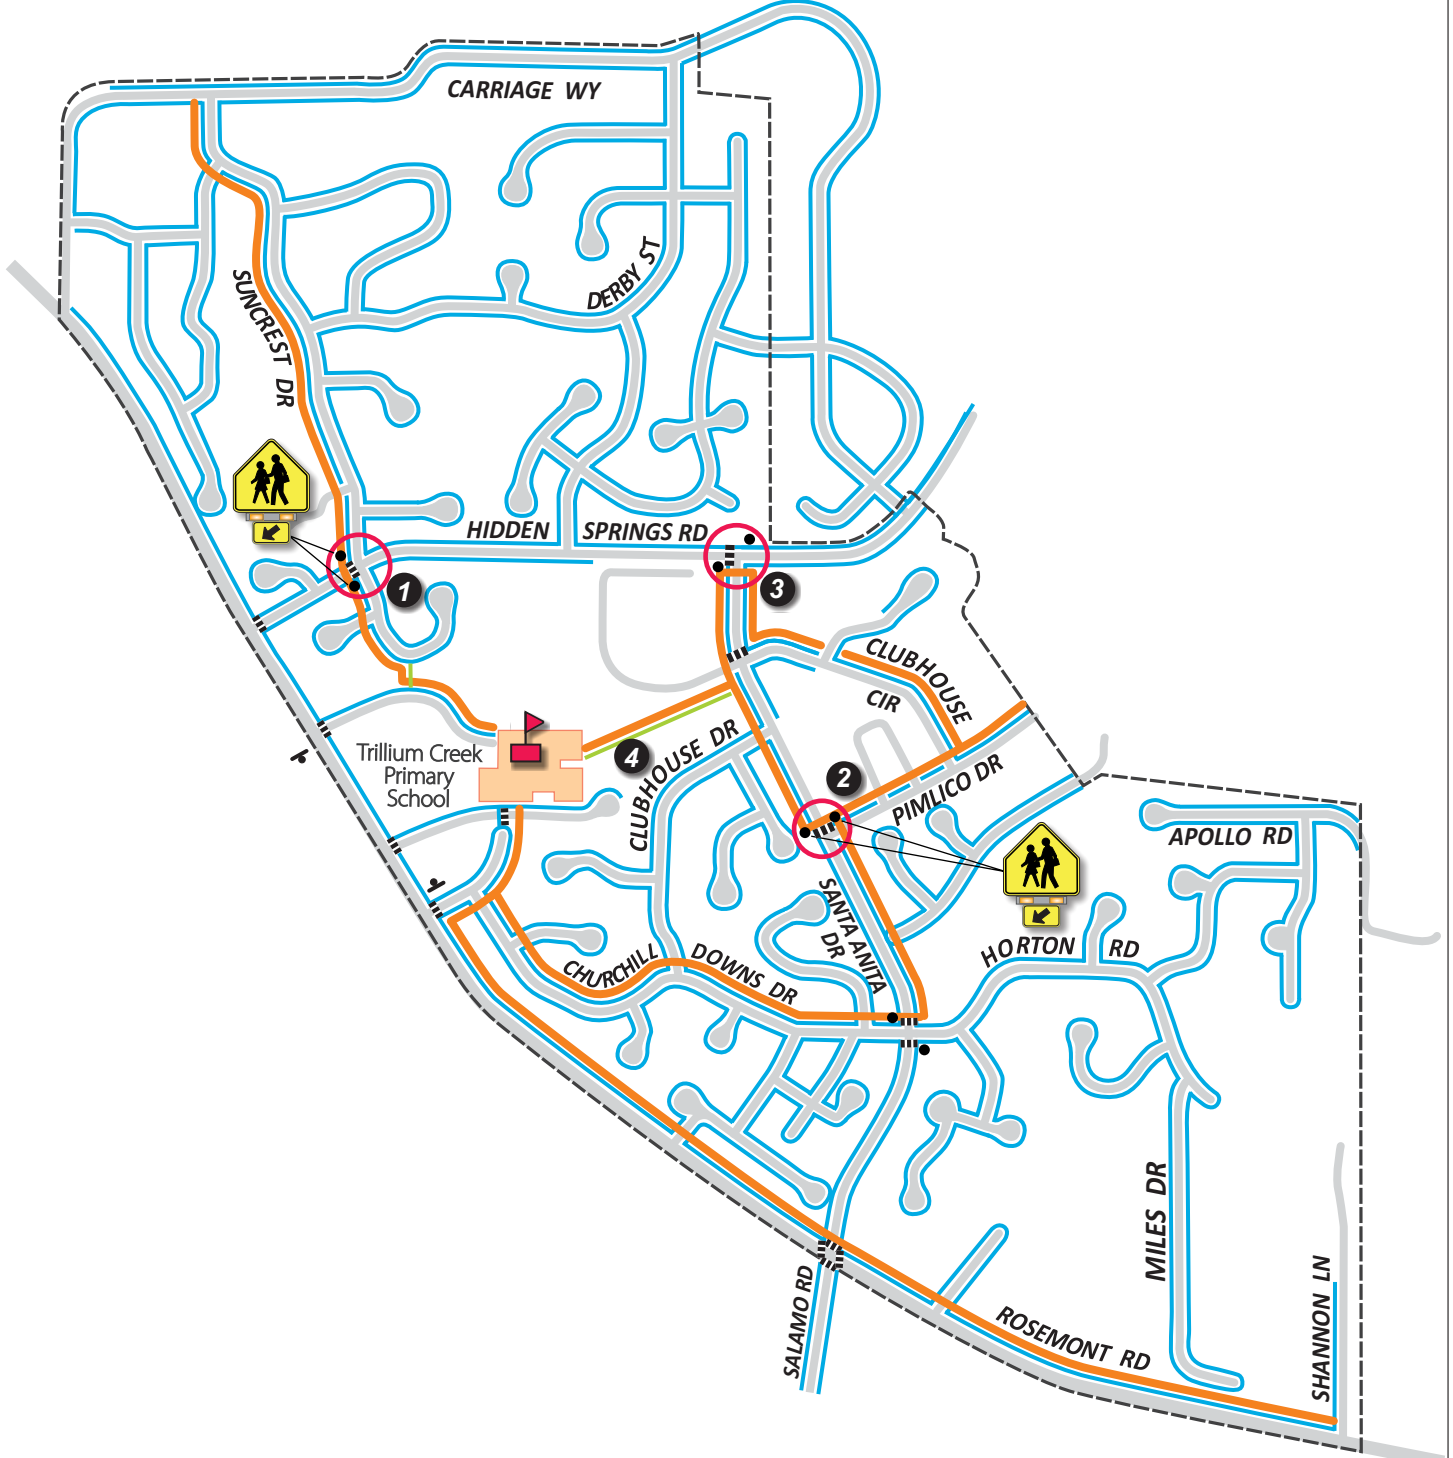 CARRIAGE WY
DERBY ST
SUNCREST DR
HIDDEN SPRINGS RD
1
3
CLUBHOUSE
CIR
Trillium Creek
Primary
School
4
CLUBHOUSE DR
2
PIMLICO DR
APOLLO RD
SANTA ANITA
DR
HORTON RD
CHURCHILL DOWNS DR
MILES DR
SALAMO RD
ROSEMONT RD
SHANNON LN